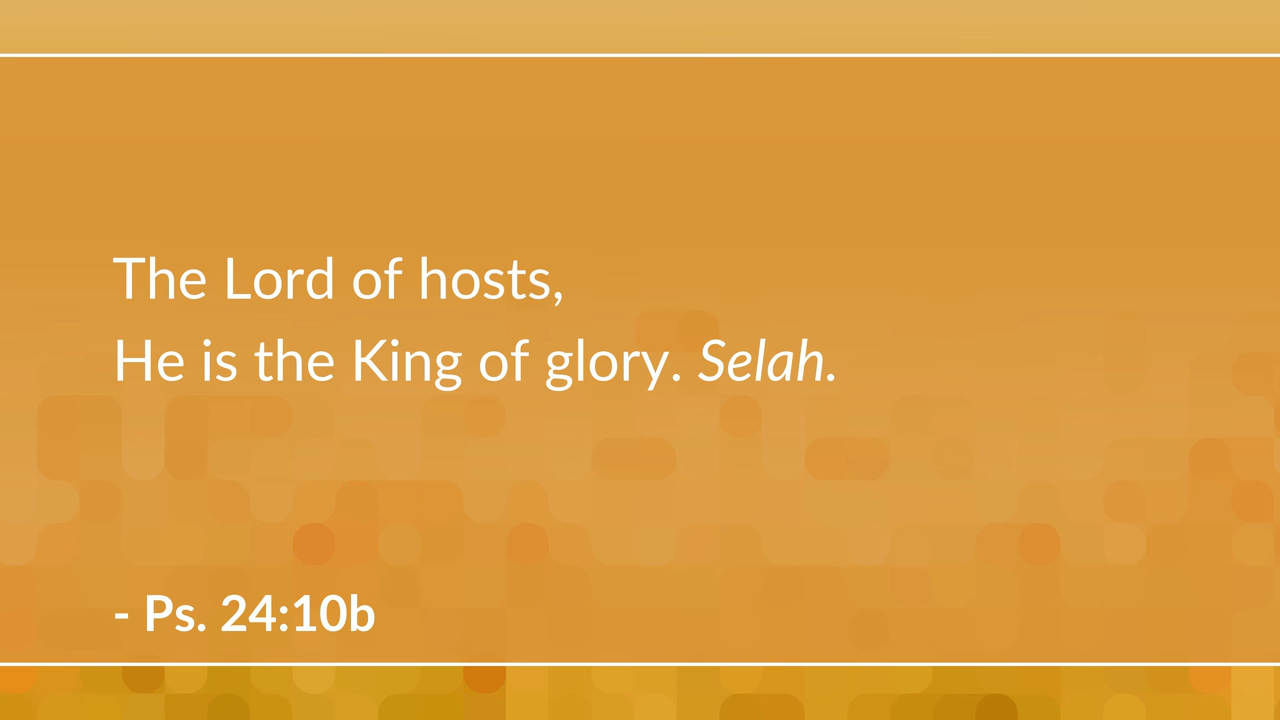 The Lord of hosts,
He is the King of glory. Selah.
- Ps. 24:10b